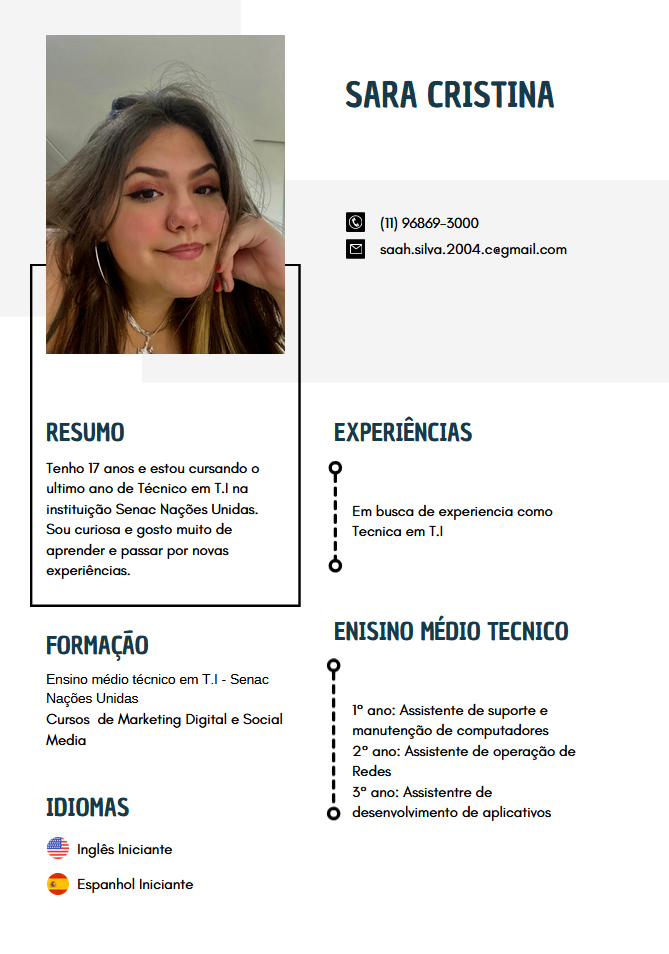 SARA CRISTINA
(11) 96869-3000
saah.silva.2004.c@gmail.com
RESUMO
Tenho 17 anos e estou cursando o
ultimo ano de Técnico em T.I na
instituição Senac Nações Unidas.
Sou curiosa e gosto muito de
aprender e passar por novas
experiências.
FORMAÇÃO
Ensino médio técnico em T.I - Senac
Nações Unidas
Cursos de Marketing Digital e Social
Media
IDIOMAS
Inglês Iniciante
Espanhol Iniciante
EXPERIÊNCIAS
Em busca de experiencia como
Tecnica em T.I
ENISINO MÉDIO TECNICO
1° ano: Assistente de suporte e
manutenção de computadores
2° ano: Assistente de operação de
Redes
3° ano: Assistentre de
desenvolvimento de aplicativos